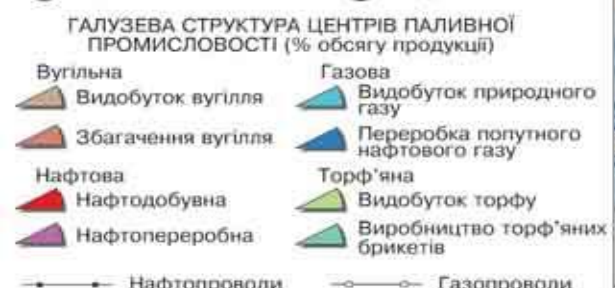 ГАЛУЗЕВА СТРУКТУРА ЦЕНТРІВ ПАЛИВНОЇ
ПРОМИСЛОВОСТІ (% обсягу продукції)
Вугільна
Видобуток вугілля
Збагачення вугілля
Нафтова
Нафтодобувна
Нафтопереробна
Газова
Видобуток природного
газу
Переробка попутного
нафтового газу
Торф'яна
Видобуток торфу
Виробництво торф'яних
брикетів
Нафтопроводи
Газопроводи